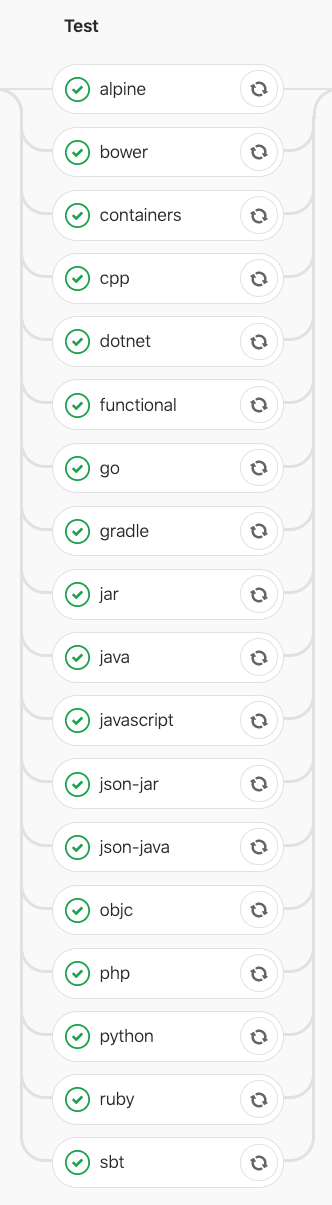 Test
alpine
bower
containers
cpp
dotnet
functional
go
gradle
jar
java
javascript
json-jar
json-java
objc
php
python
ruby
sbt